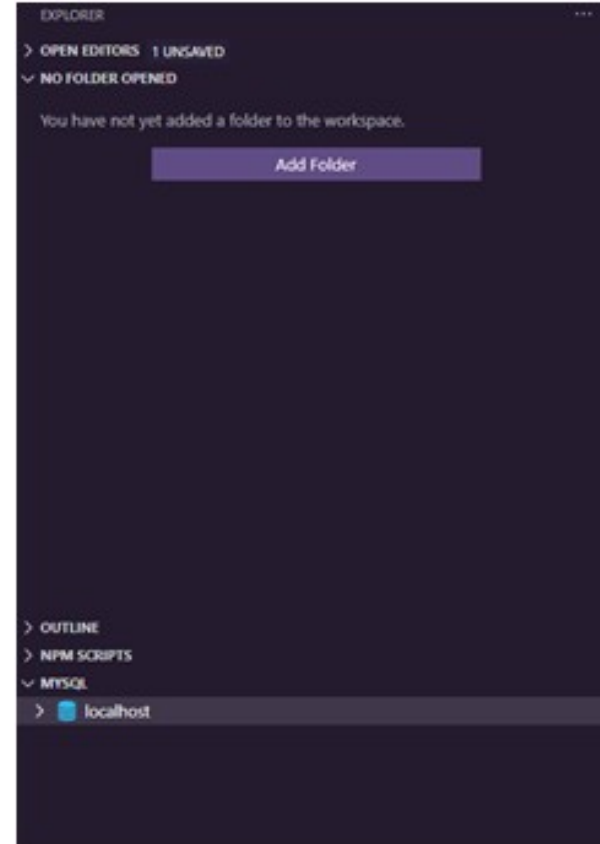 EXPLORER ...
OPEN EDITORS 1 UNSAVED
NO FOLDER OPENED
You have not yet added a folder to the workspace.
Add Folder
OUTLINE
NPM SCRIPTS
MYSQL
localhost